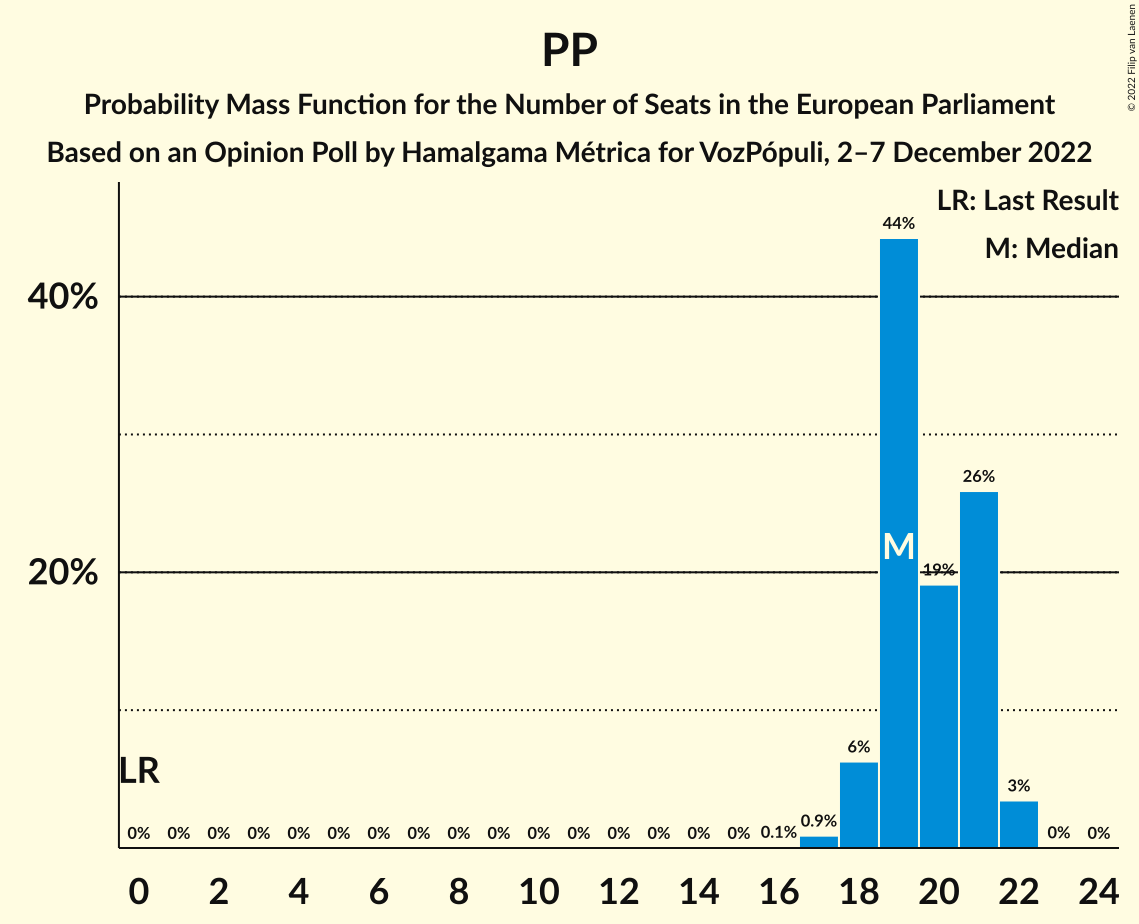 PP
Probability Mass Function for the Number of Seats in the European Parliament
Based on an Opinion Poll by Hamalgama Métrica for VozPópuli, 2–7 December 2022
© 2022 Filip van Laenen
LR: Last Result
M: Median
44%
40%
26%
M
20%
19%
LR
6%
3%
0% 0% 0% 0% 0% 0% 0% 0% 0% 0% 0% 0% 0% 0% 0% 0% 0.1% 0.9% 0% 0%
0 2 4 6 8 10 12 14 16 18 20 22 24